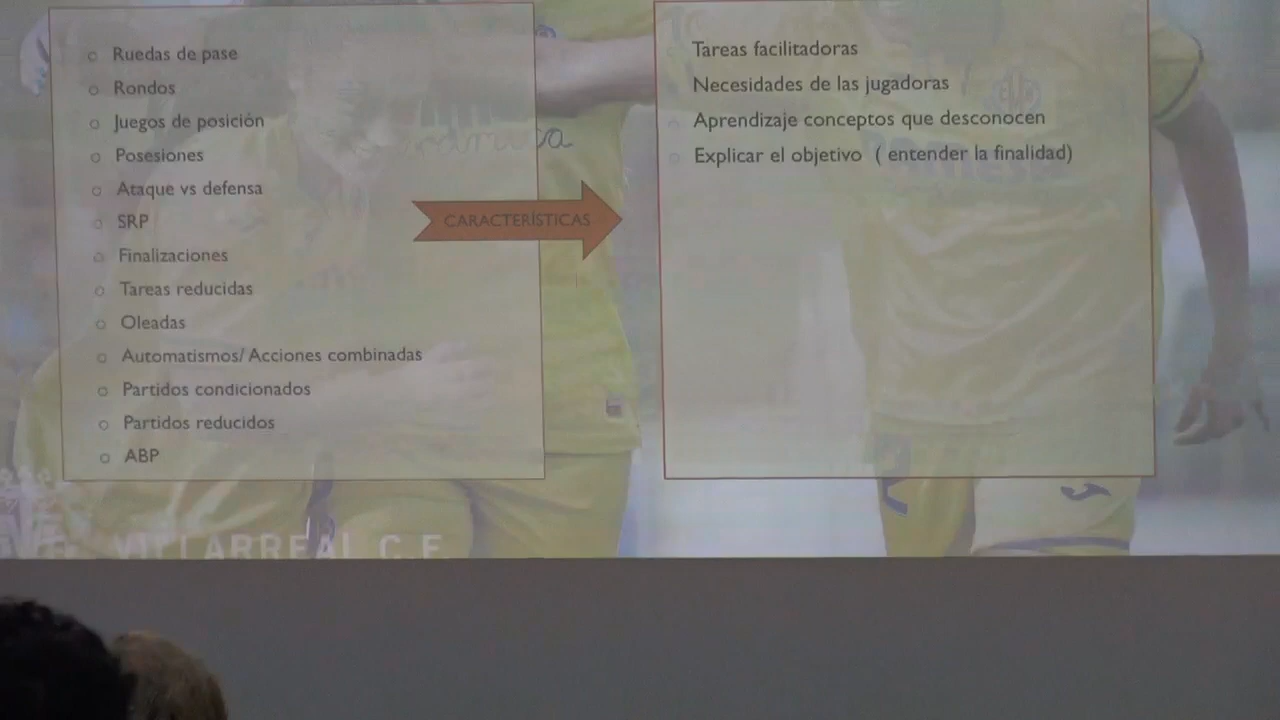 Ruedas de pase
Rondos
Juegos de posición
Posesiones
Ataque vs defensa
SRP
Finalizaciones
Tareas reducidas
Oleadas
Automatismos/ Acciones combinadas
Partidos condicionados
Partidos reducidos
ABP
CARACTERÍSTICAS
Tareas facilitadoras
Necesidades de las jugadoras
Aprendizaje conceptos que desconocen
Explicar el objetivo ( entender la finalidad)
VILLARREAL C.F.